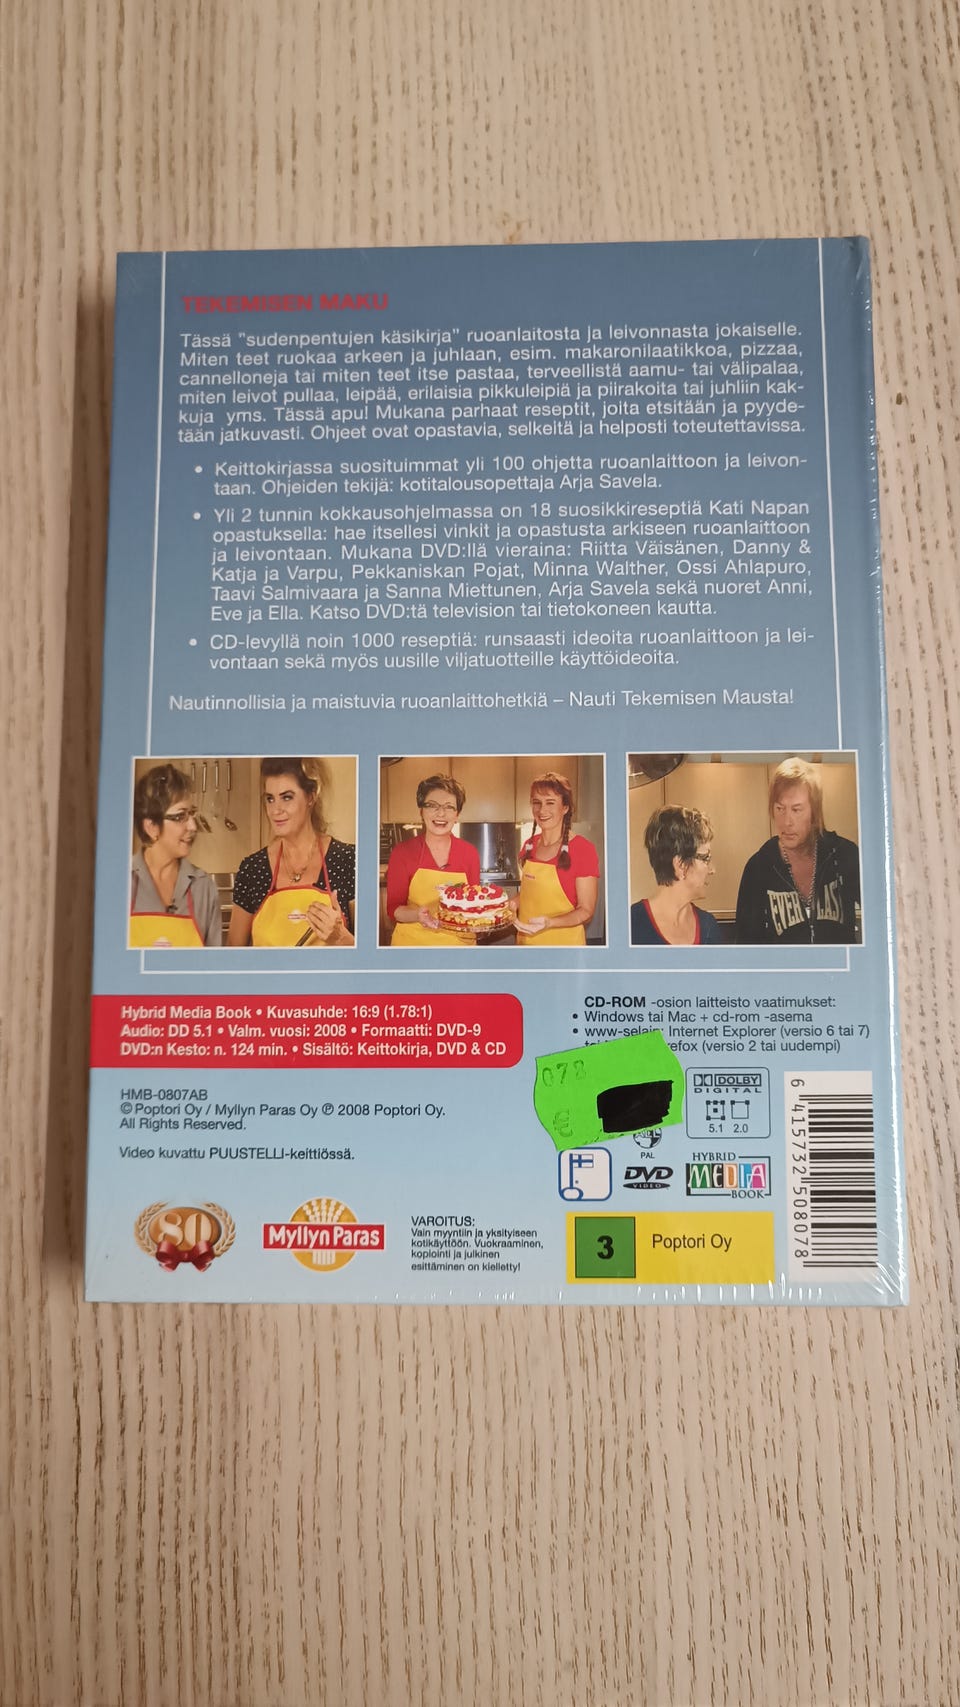 TEKEMISEN MAKU
Tässä "sudenpentujen käsikirja" ruoanlaitosta ja leivonnasta jokaiselle.
Miten teet ruokaa arkeen ja juhlaan, esim. makaronilaatikkoa, pizzaa,
cannelloneja tai miten teet itse pastaa, terveellistä aamu- tai välipalaa,
miten leivot pullaa, leipää, erilaisia pikkuleipiä ja piirakoita tai juhliin kak-
kuja yms. Tässä apu! Mukana parhaat reseptit, joita etsitään ja pyyde-
tään jatkuvasti. Ohjeet ovat opastavia, selkeitä ja helposti toteutettavissa.
• Keittokirjassa suosituimmat yli 100 ohjetta ruoanlaittoon ja leivon-
taan. Ohjeiden tekijä: kotitalousopettaja Arja Savela.
• Yli 2 tunnin kokkausohjelmassa on 18 suosikkireseptiä Kati Napan
opastuksella: hae itsellesi vinkit ja opastusta arkiseen ruoanlaittoon
ja leivontaan. Mukana DVD:llä vieraina: Riitta Väisänen, Danny &
Katja ja Varpu, Pekkaniskan Pojat, Minna Walther, Ossi Ahlapuro,
Taavi Salmivaara ja Sanna Miettunen, Arja Savela sekä nuoret Anni,
Eve ja Ella. Katso DVD:tä television tai tietokoneen kautta.
• CD-levyllä noin 1000 reseptiä: runsaasti ideoita ruoanlaittoon ja lei-
vontaan sekä myös uusille viljatuotteille käyttöideoita.
Nautinnollisia ja maistuvia ruoanlaittohetkiä – Nauti Tekemisen Mausta!
EVERLAST
Hybrid Media Book • Kuvasuhde: 16:9 (1.78:1)
Audio: DD 5.1 • Valm. vuosi: 2008 • Formaatti: DVD-9
DVD:n Kesto: n. 124 min. • Sisältö: Keittokirja, DVD & CD
CD-ROM -osion laitteisto vaatimukset:
• Windows tai Mac + cd-rom -asema
• www-selain: Internet Explorer (versio 6 tai 7)
tai refox (versio 2 tai uudempi)
HMB-0807AB
© Poptori Oy / Myllyn Paras Oy ℗ 2008 Poptori Oy.
All Rights Reserved.
Video kuvattu PUUSTELLI-keittiössä.
078
€
DOLBY
DIGITAL
5.1 2.0
PAL
DVD
VIDEO
HYBRID
MEDIA
BOOK
80
Myllyn Paras
VAROITUS:
Vain myyntiin ja yksityiseen
kotikäyttöön. Vuokraaminen,
kopiointi ja julkinen
esittäminen on kielletty!
3
Poptori Oy
6 415732 508078